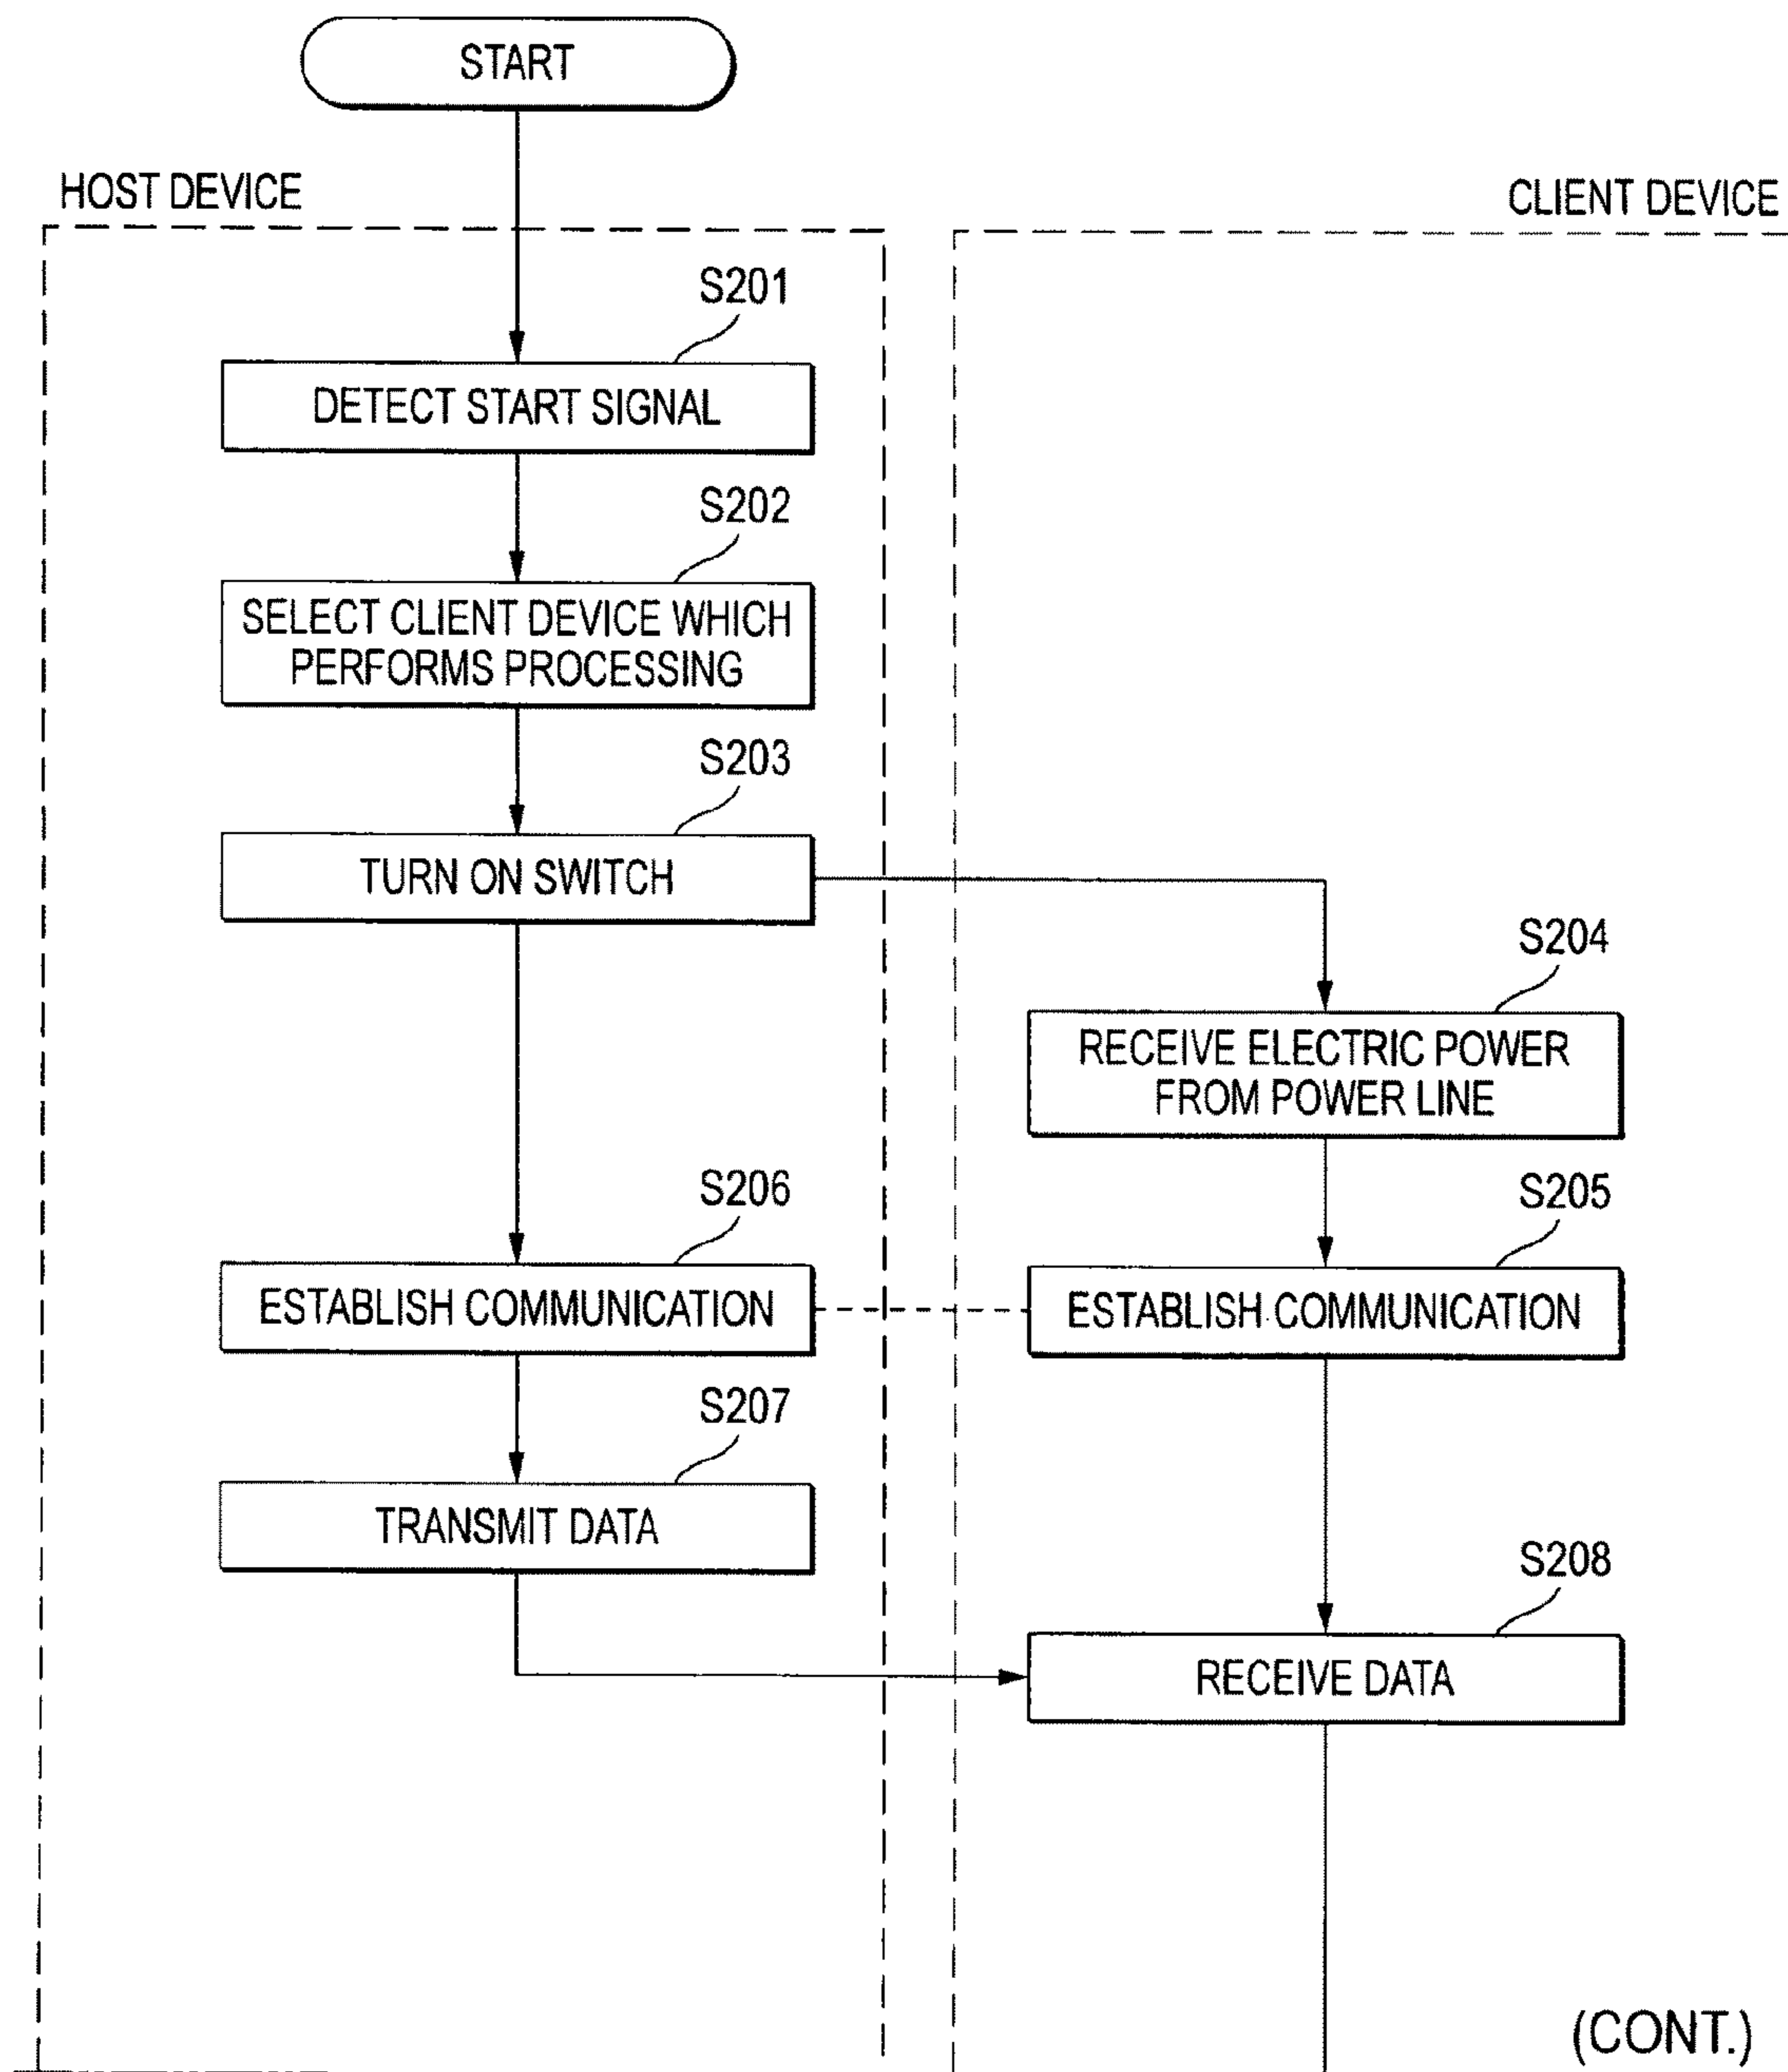 START
HOST DEVICE
CLIENT DEVICE
S201
DETECT START SIGNAL
S202
SELECT CLIENT DEVICE WHICH
PERFORMS PROCESSING
S203
TURN ON SWITCH
S204
RECEIVE ELECTRIC POWER
FROM POWER LINE
S206
ESTABLISH COMMUNICATION
S205
ESTABLISH COMMUNICATION
S207
TRANSMIT DATA
S208
RECEIVE DATA
(CONT.)